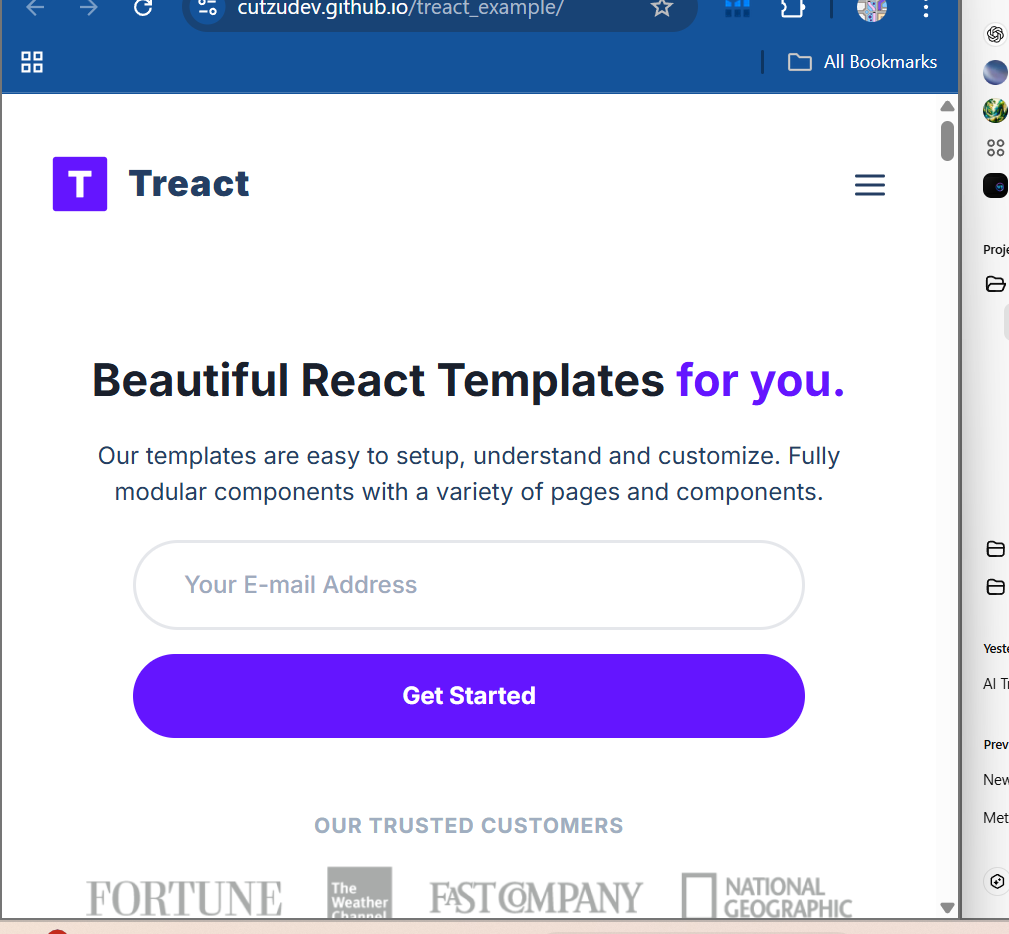 cutzudev.github.io/treact_example/
All Bookmarks
T Treact
Beautiful React Templates for you.
Our templates are easy to setup, understand and customize. Fully
modular components with a variety of pages and components.
Your E-mail Address
Get Started
OUR TRUSTED CUSTOMERS
FORTUNE
The
Weather
Channel
FAST COMPANY
NATIONAL
GEOGRAPHIC
Proje
Yeste
AI Tr
Prev
New
Met